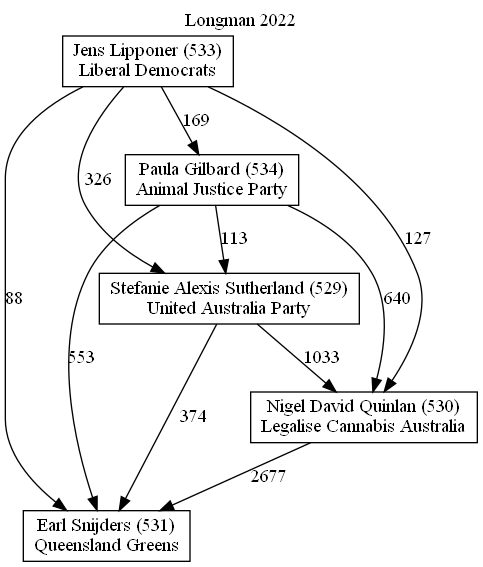 Longman 2022
Jens Lipponer (533)
Liberal Democrats
169
Paula Gilbard (534)
Animal Justice Party
326
113
127
Stefanie Alexis Sutherland (529)
United Australia Party
88
640
553
1033
374
Nigel David Quinlan (530)
Legalise Cannabis Australia
2677
Earl Snijders (531)
Queensland Greens